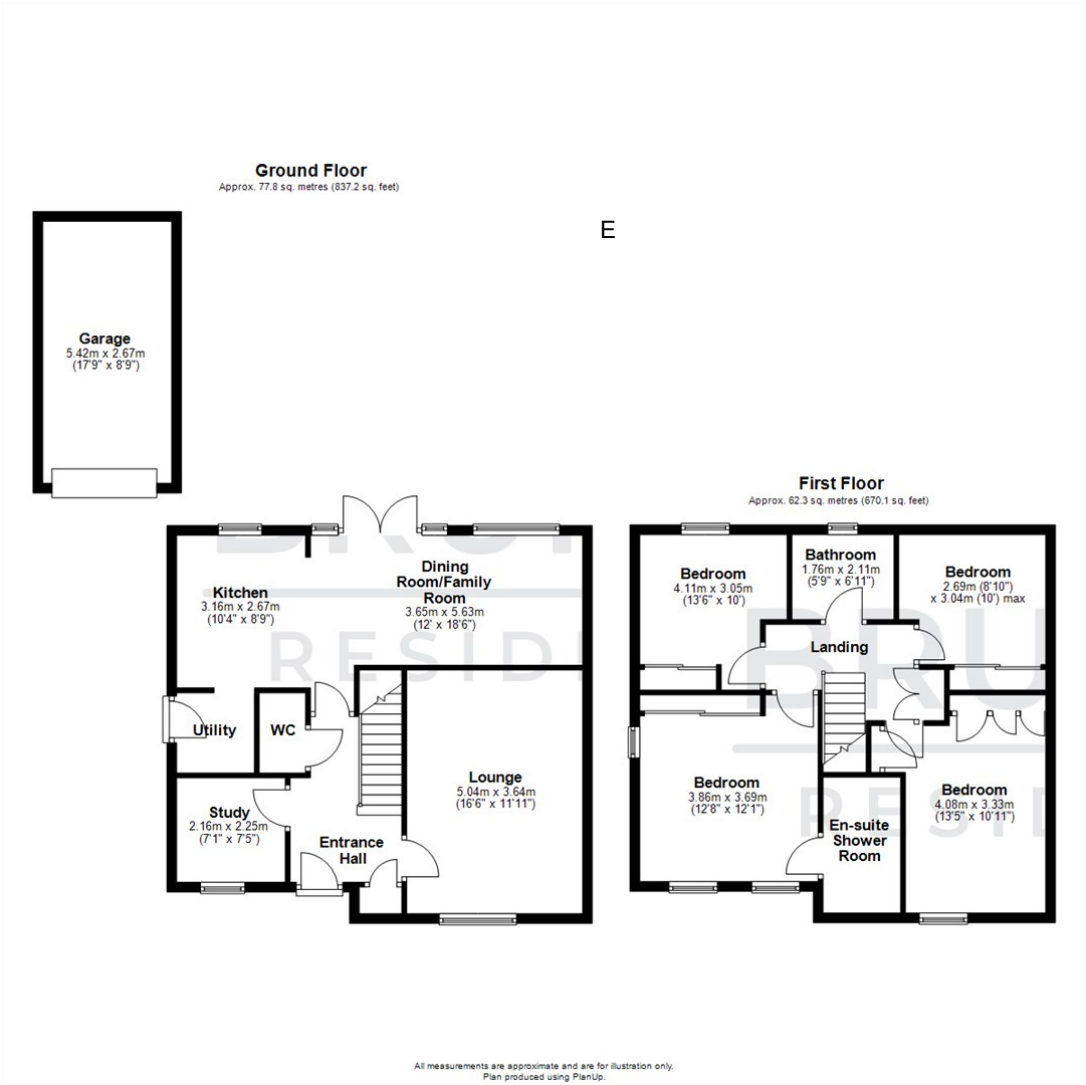 Ground Floor
Approx. 77.8 sq. metres (837.2 sq. feet)
E
Garage
5.42m x 2.67m
(17'9" x 8'9")
First Floor
Approx. 62.3 sq. metres (670.1 sq. feet)
Kitchen
3.16m x 2.67m
(10'4" x 8'9")
Dining
Room/Family
Room
3.65m x 5.63m
(12' x 18'6")
Utility
WC
Study
2.16m x 2.25m
(7'1" x 7'5")
Entrance
Hall
Lounge
5.04m x 3.64m
(16'6" x 11'11")
Bedroom
4.11m x 3.05m
(13'6" x 10')
Bathroom
1.76m x 2.11m
(5'9" x 6'11")
Bedroom
2.69m (8'10")
x 3.04m (10') max
Landing
Bedroom
3.86m x 3.69m
(12'8" x 12'1")
En-suite
Shower
Room
Bedroom
4.08m x 3.33m
(13'5" x 10'11")
RESID
BRU
RESID
All measurements are approximate and are for illustration only.
Plan produced using PlanUp.